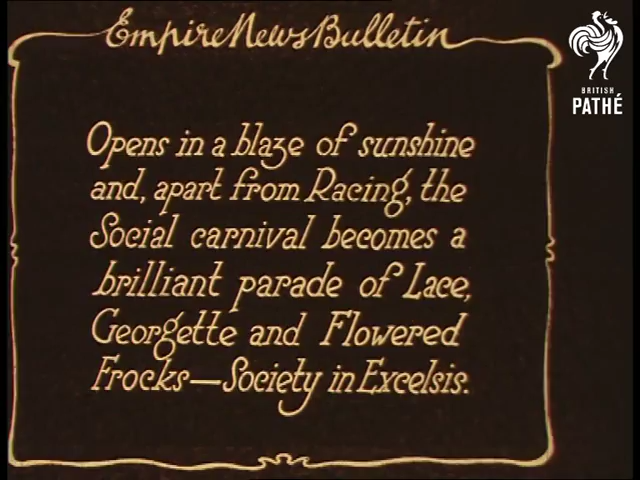 Empire News Bulletin
BRITISH
PATHÉ
Opens in a blaze of sunshine
and, apart from Racing, the
Social carnival becomes a
brilliant parade of Lace,
Georgette and Flowered
Frocks—Society in Excelsis.